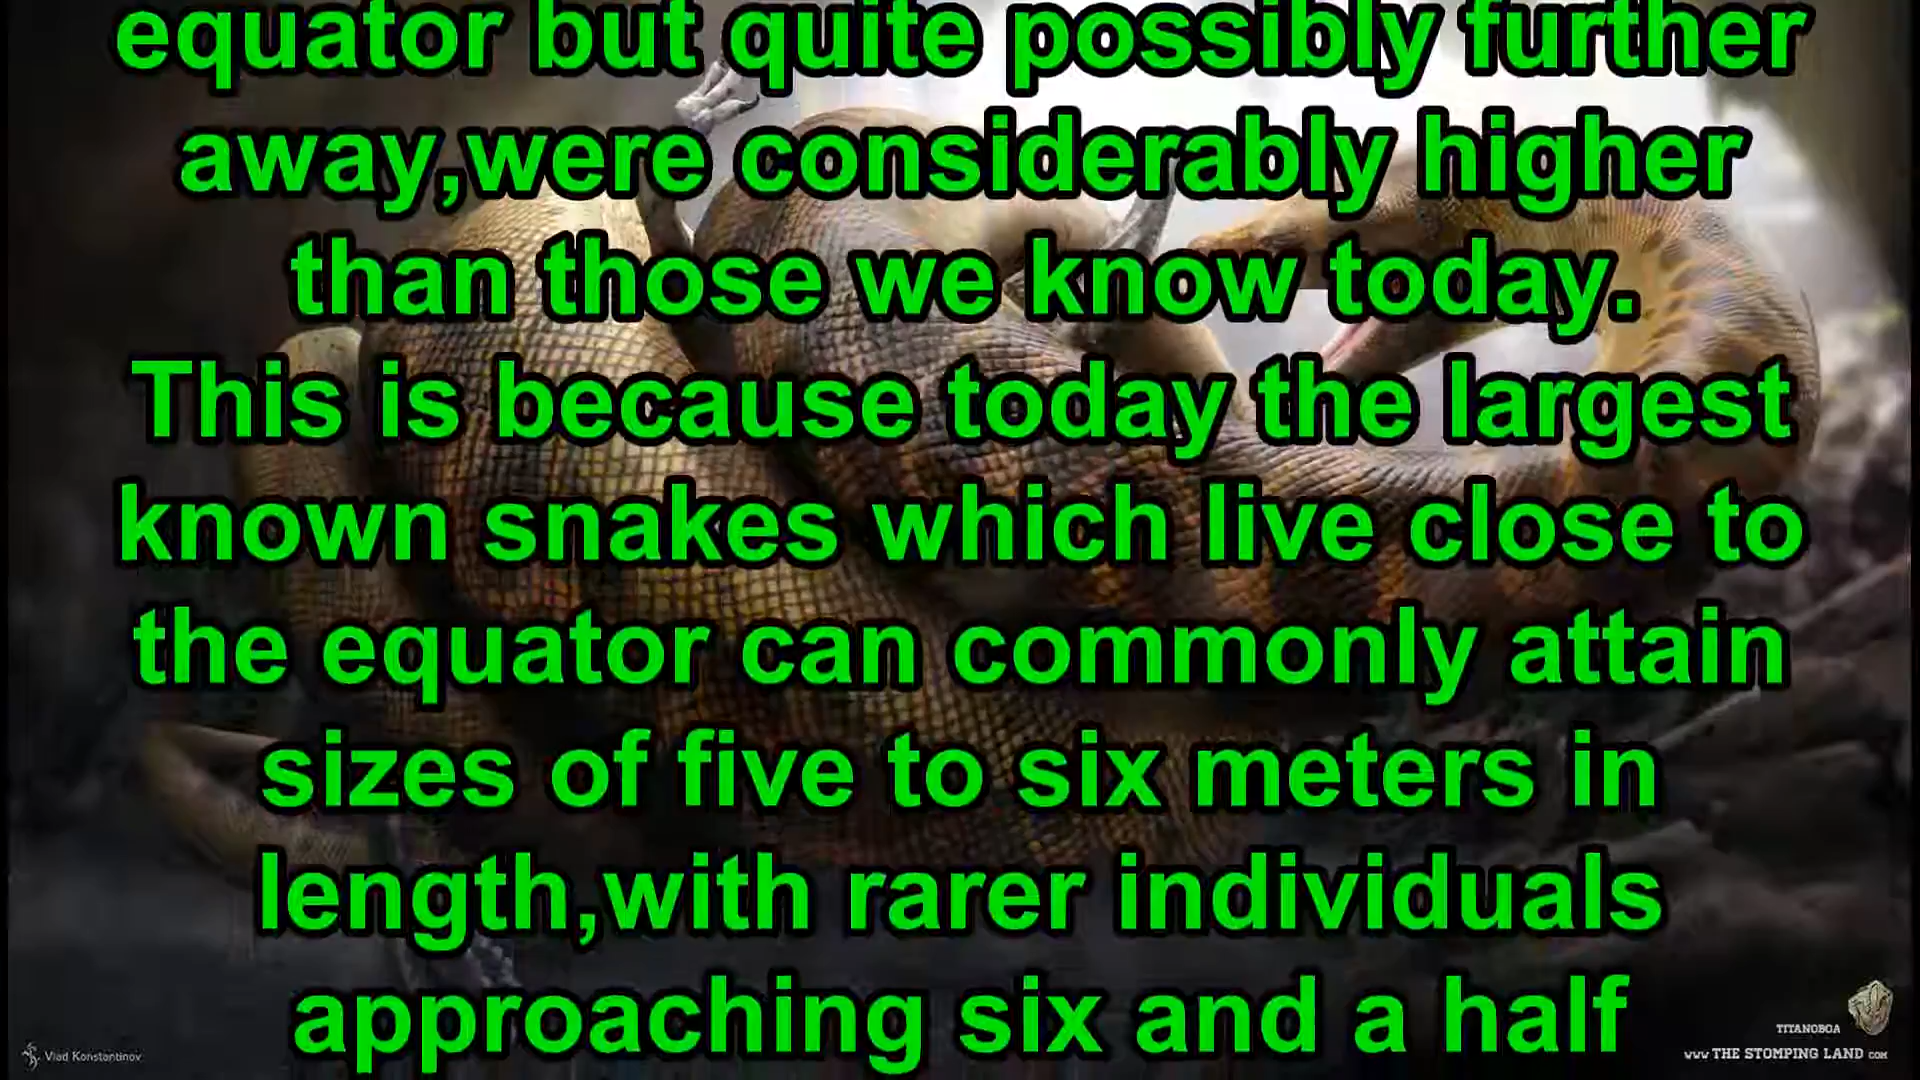 equator but quite possibly further
away,were considerably higher
than those we know today.
This is because today the largest
known snakes which live close to
the equator can commonly attain
sizes of five to six meters in
length,with rarer individuals
approaching six and a half
TITANOBOA
Vlad Konstantinov
www THE STOMPING LAND COM